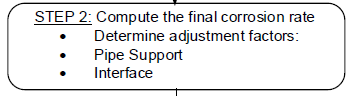 STEP 2: Compute the final corrosion rate
• Determine adjustment factors:
• Pipe Support
• Interface